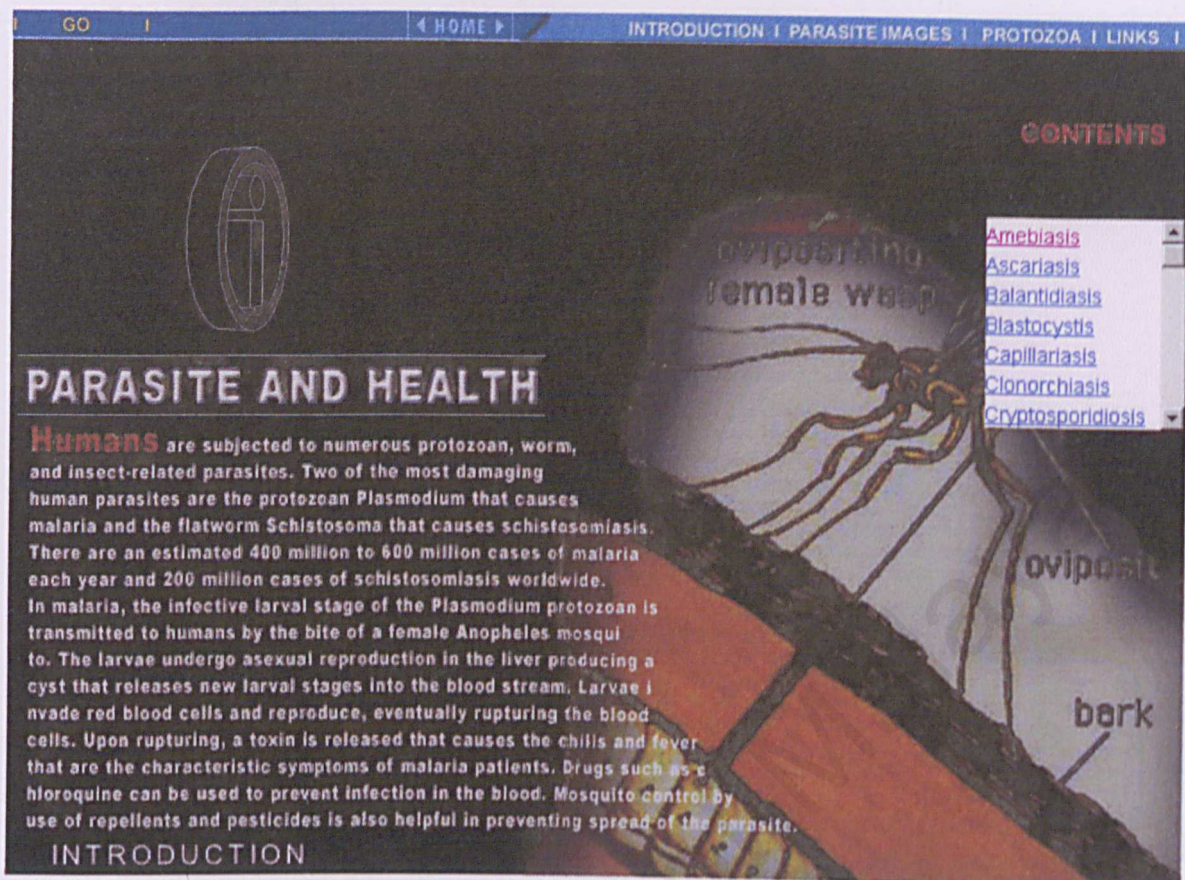 GO
HOME
INTRODUCTION I PARASITE IMAGES I PROTOZOA I LINKS I
CONTENTS
Amebiasis
Ascariasis
Balantidiasis
Blastocystis
Capillariasis
Clonorchiasis
Cryptosporidiosis
ovipositing
female wasp
PARASITE AND HEALTH
Humans are subjected to numerous protozoan, worm,
and insect-related parasites. Two of the most damaging
human parasites are the protozoan Plasmodium that causes
malaria and the flatworm Schistosoma that causes schistosomiasis.
There are an estimated 400 million to 600 million cases of malaria
each year and 200 million cases of schistosomiasis worldwide.
In malaria, the infective larval stage of the Plasmodium protozoan is
transmitted to humans by the bite of a female Anopheles mosqui
to. The larvae undergo asexual reproduction in the liver producing a
cyst that releases new larval stages into the blood stream. Larvae i
nvade red blood cells and reproduce, eventually rupturing the blood
cells. Upon rupturing, a toxin is released that causes the chills and fever
that are the characteristic symptoms of malaria patients. Drugs such as c
hloroquine can be used to prevent infection in the blood. Mosquito control by
use of repellents and pesticides is also helpful in preventing spread of the parasite.
oviposit
bark
INTRODUCTION